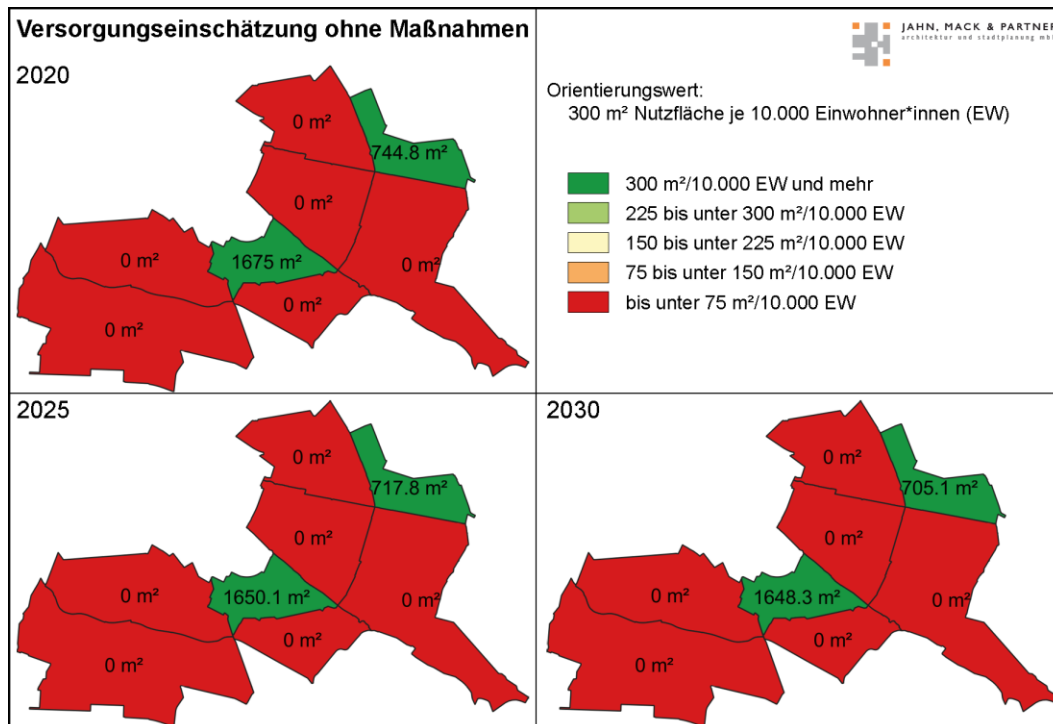 Versorgungseinschätzung ohne Maßnahmen
JAHN, MACK & PARTNER
architektur und stadtplanung mbB
2020
0 m²
744.8 m²
0 m²
0 m²
1675 m²
0 m²
0 m²
0 m²
Orientierungswert:
300 m² Nutzfläche je 10.000 Einwohner*innen (EW)
300 m²/10.000 EW und mehr
225 bis unter 300 m²/10.000 EW
150 bis unter 225 m²/10.000 EW
75 bis unter 150 m²/10.000 EW
bis unter 75 m²/10.000 EW
2025
0 m²
717.8 m²
0 m²
0 m²
1650.1 m²
0 m²
0 m²
0 m²
2030
0 m²
705.1 m²
0 m²
0 m²
1648.3 m²
0 m²
0 m²
0 m²